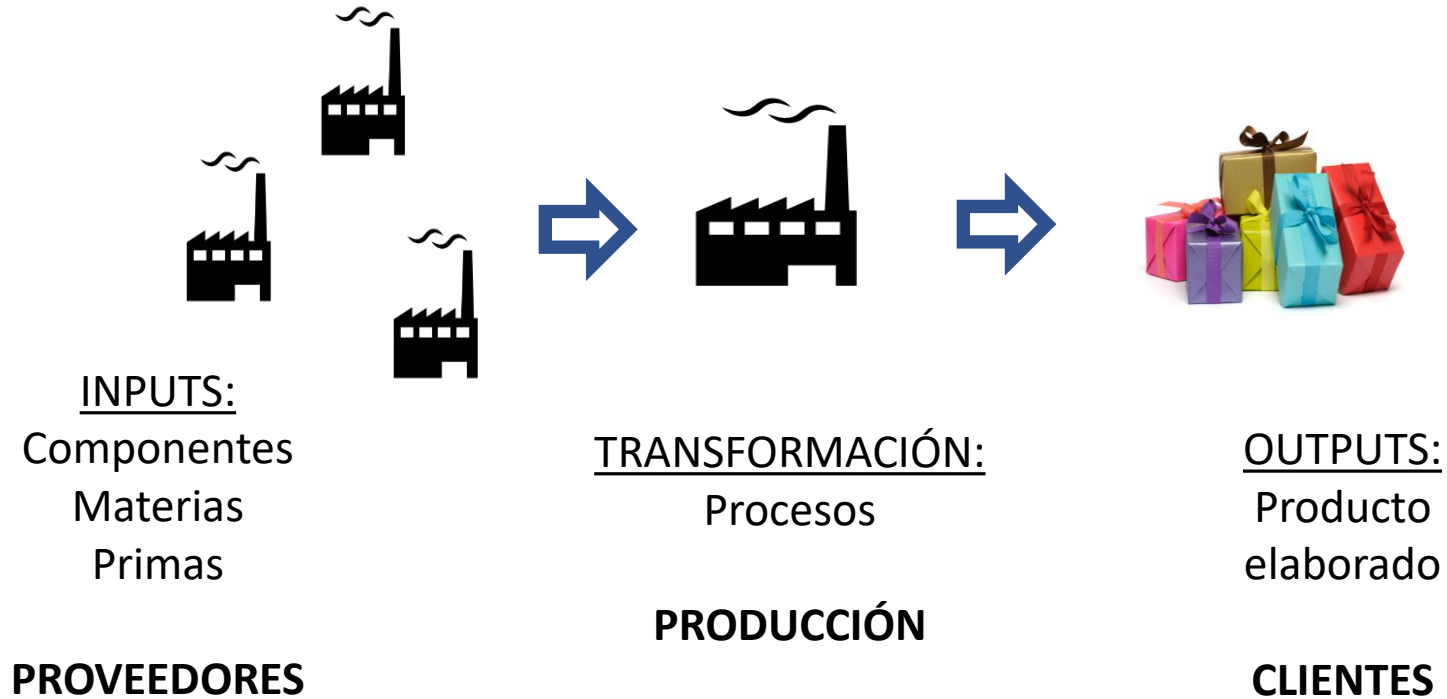 INPUTS:
Componentes
Materias
Primas
PROVEEDORES
TRANSFORMACIÓN:
Procesos
PRODUCCIÓN
OUTPUTS:
Producto
elaborado
CLIENTES